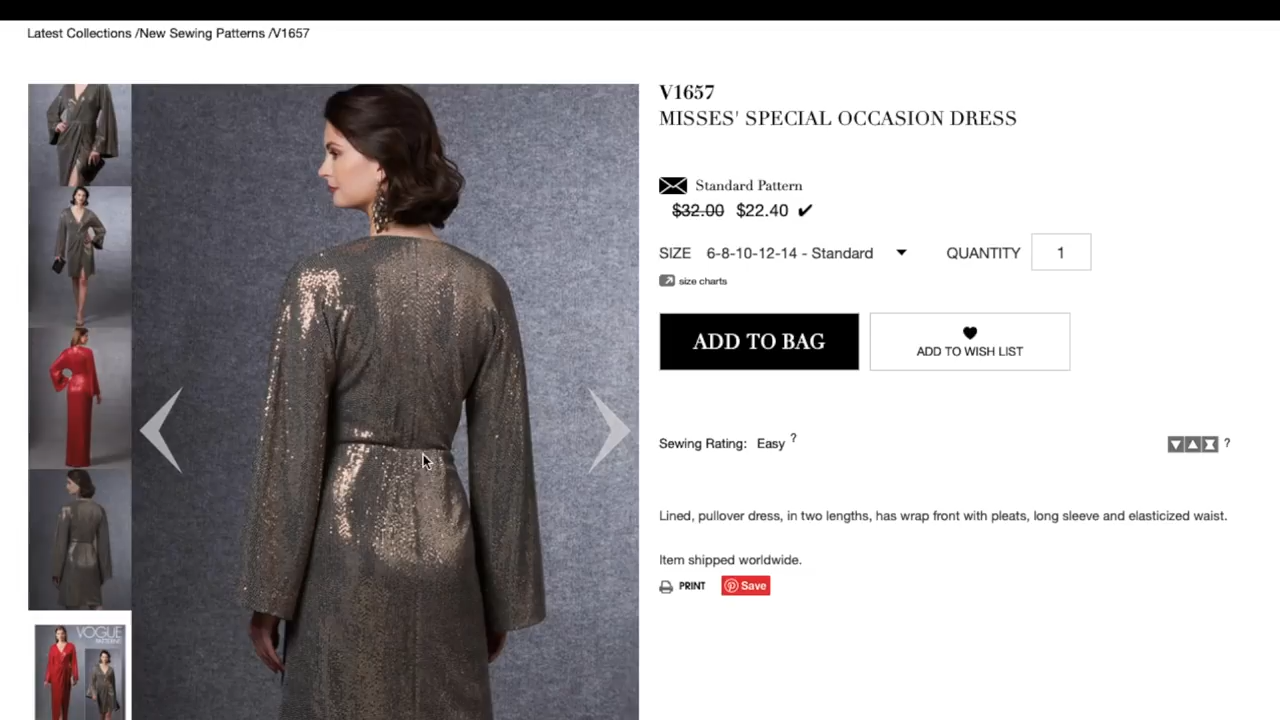 Latest Collections /New Sewing Patterns /V1657
V1657
MISSES' SPECIAL OCCASION DRESS
Standard Pattern
$32.00 $22.40 ✔
SIZE 6-8-10-12-14 - Standard QUANTITY 1
size charts
ADD TO BAG
ADD TO WISH LIST
Sewing Rating: Easy ?
?
Lined, pullover dress, in two lengths, has wrap front with pleats, long sleeve and elasticized waist.
Item shipped worldwide.
PRINT Save
VOGUE
PATTERNS